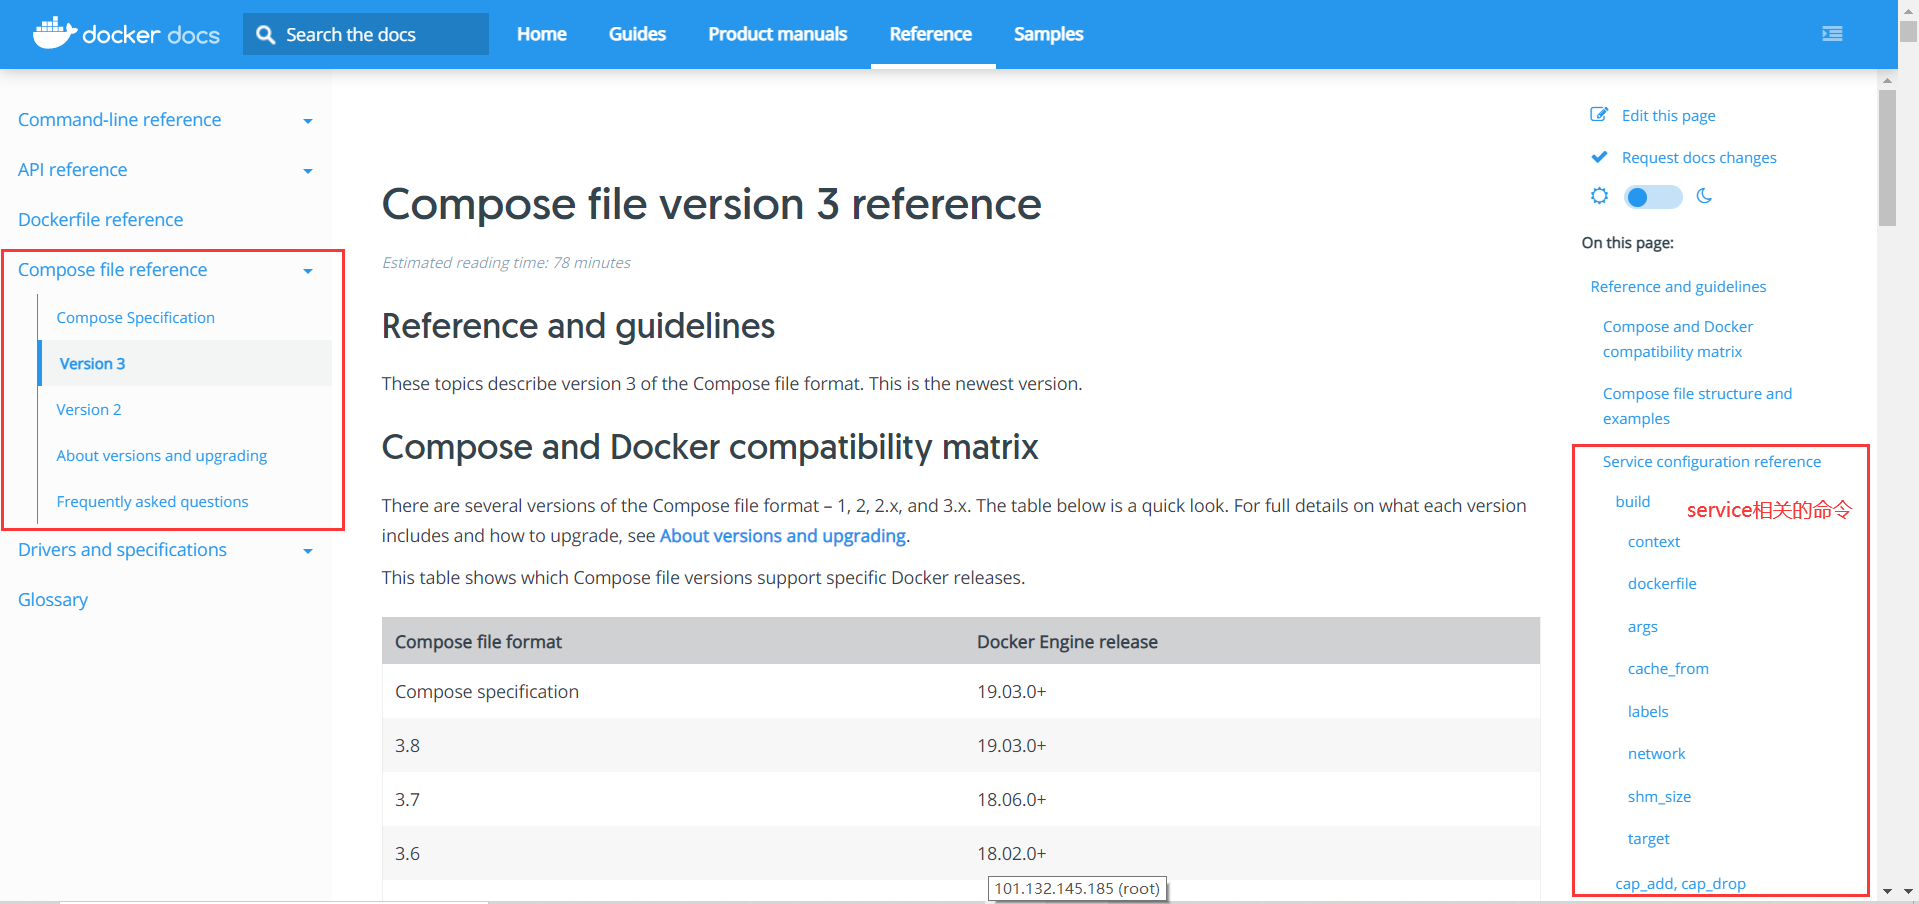 docker docs
Search the docs
Home
Guides
Product manuals
Reference
Samples
Command-line reference
API reference
Dockerfile reference
Compose file reference
Compose Specification
Version 3
Version 2
About versions and upgrading
Frequently asked questions
Drivers and specifications
Glossary
Compose file version 3 reference
Estimated reading time: 78 minutes
Reference and guidelines
These topics describe version 3 of the Compose file format. This is the newest version.
Compose and Docker compatibility matrix
There are several versions of the Compose file format – 1, 2, 2.x, and 3.x. The table below is a quick look. For full details on what each version
includes and how to upgrade, see About versions and upgrading.
This table shows which Compose file versions support specific Docker releases.
Compose file format Docker Engine release
Compose specification 19.03.0+
3.8 19.03.0+
3.7 18.06.0+
3.6 18.02.0+
101.132.145.185 (root)
Edit this page
Request docs changes
On this page:
Reference and guidelines
Compose and Docker
compatibility matrix
Compose file structure and
examples
Service configuration reference
build
service相关的命令
context
dockerfile
args
cache_from
labels
network
shm_size
target
cap_add, cap_drop